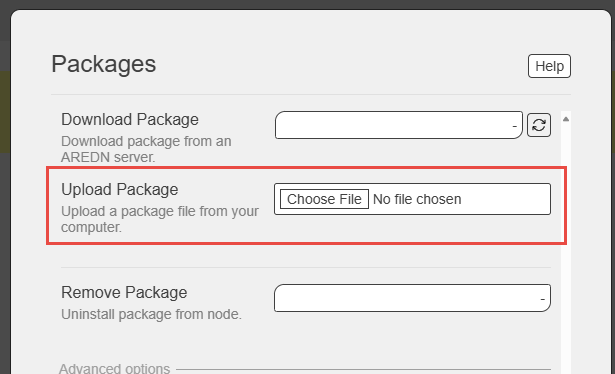 Packages
Help
Download Package
Download package from an
AREDN server.
-
Upload Package
Upload a package file from your
computer.
Choose File No file chosen
Remove Package
Uninstall package from node.
-
Advanced options